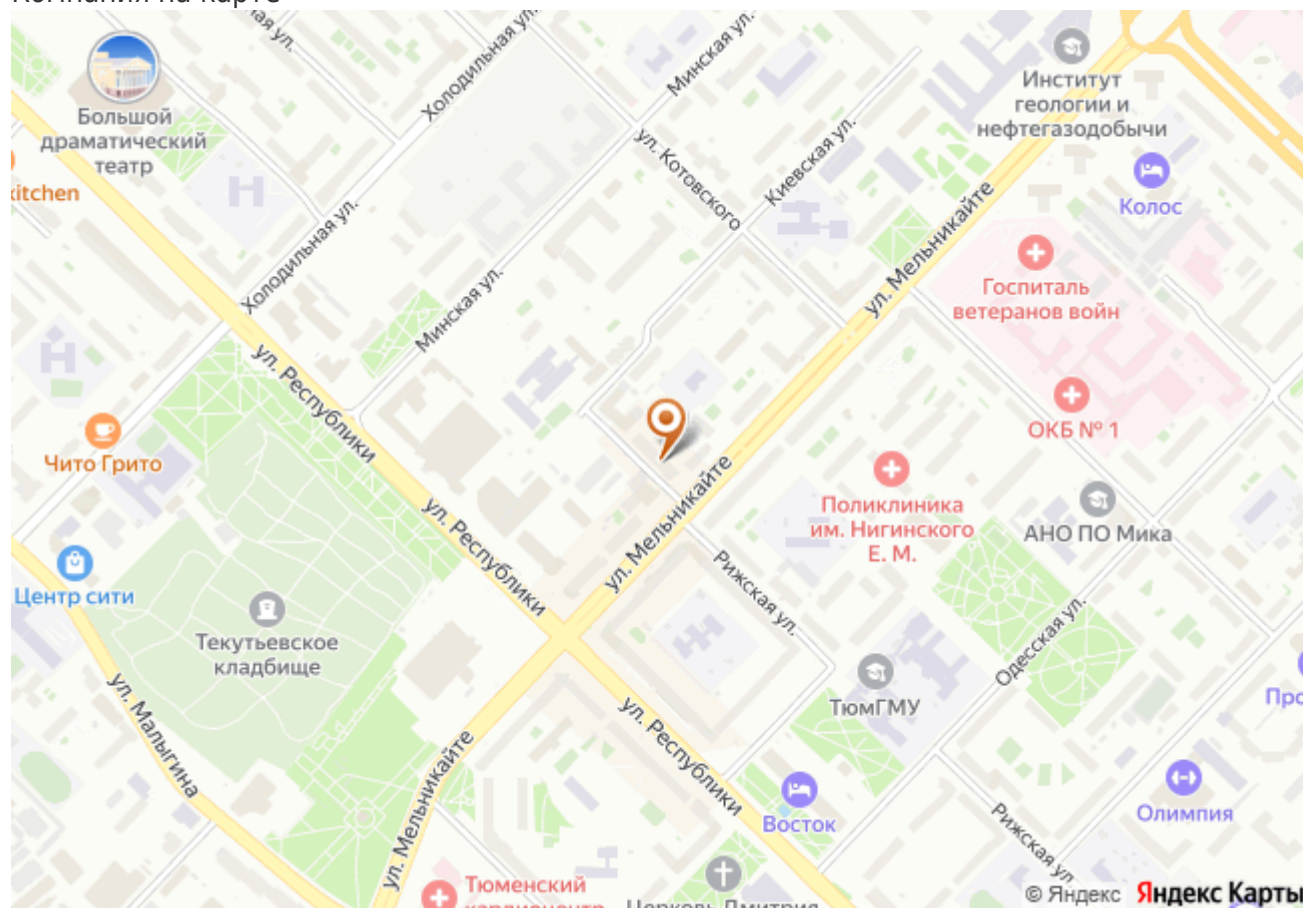 Компания на карте
Холодильная ул.
Минская ул.
Большой
драматический
театр
Институт
геологии и
нефтегазодобычи
ул. Котовского
Киевская ул.
Колос
ул. Мельникайте
Холодильная ул.
Минская ул.
Госпиталь
ветеранов войн
ул. Республики
ОКБ № 1
Чито Грито
Поликлиника
им. Нигинского
Е. М.
АНО ПО Мика
ул. Республики
ул. Мельникайте
Рижская ул.
Центр сити
Текутьевское
кладбище
Одесская ул.
ТюмГМУ
ул. Малыгина
ул. Республики
ул. Мельникайте
Восток
Олимпия
Рижская ул.
Тюменский
© Яндекс Яндекс Карты